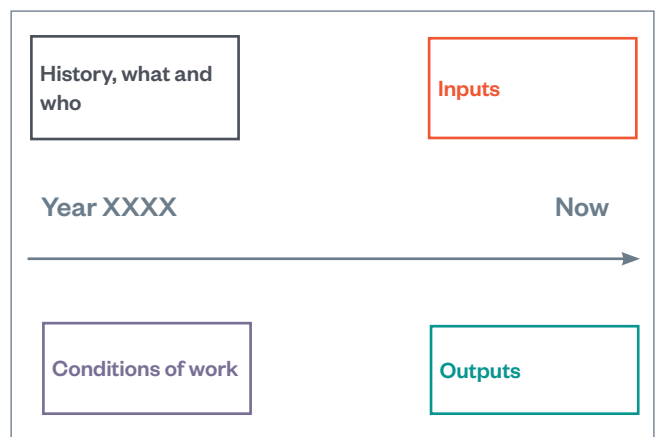 History, what and
who
Inputs
Year XXXX
Now
Conditions of work
Outputs